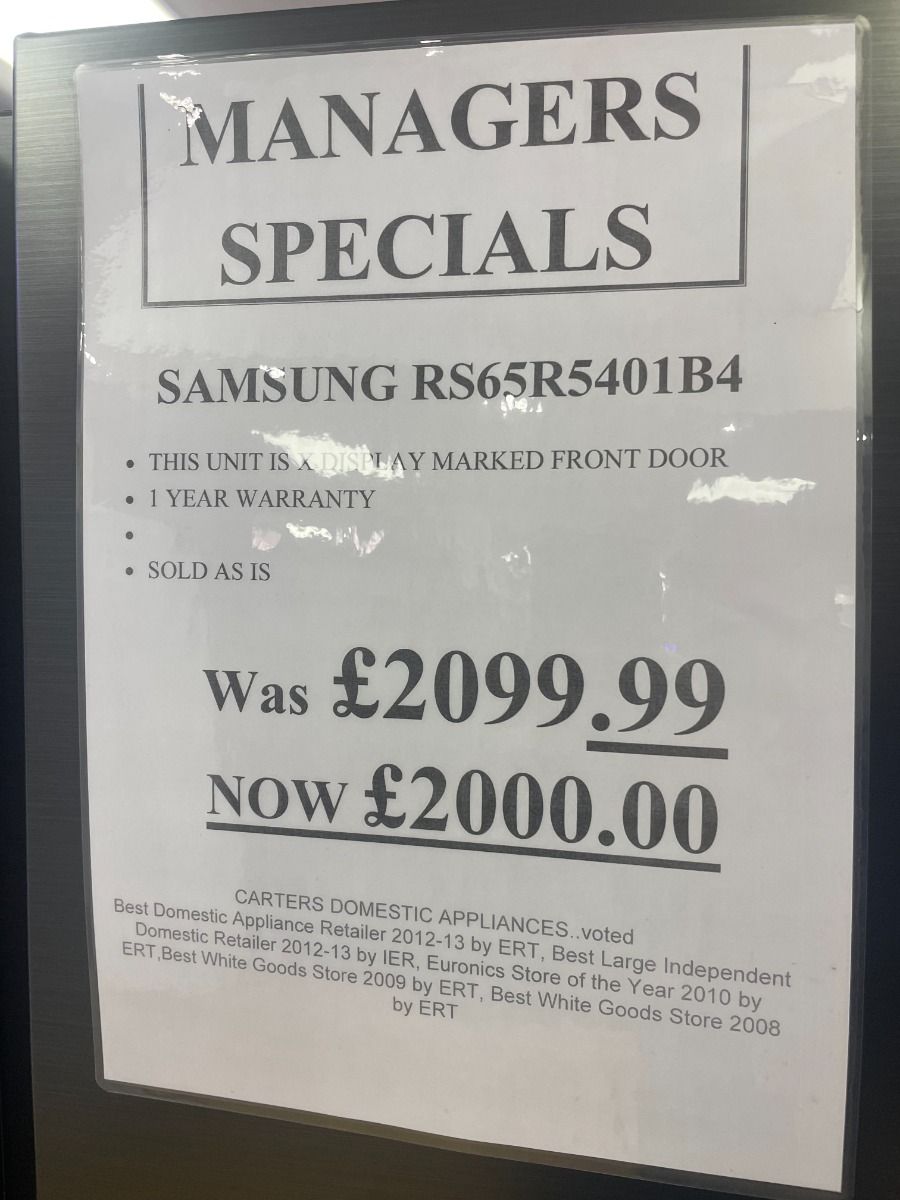 MANAGERS
SPECIALS
SAMSUNG RS65R5401B4
• THIS UNIT IS X DISPLAY MARKED FRONT DOOR
• 1 YEAR WARRANTY
•
• SOLD AS IS
Was £2099.99
NOW £2000.00
CARTERS DOMESTIC APPLIANCES..voted
Best Domestic Appliance Retailer 2012-13 by ERT, Best Large Independent
Domestic Retailer 2012-13 by IER, Euronics Store of the Year 2010 by
ERT,Best White Goods Store 2009 by ERT, Best White Goods Store 2008
by ERT